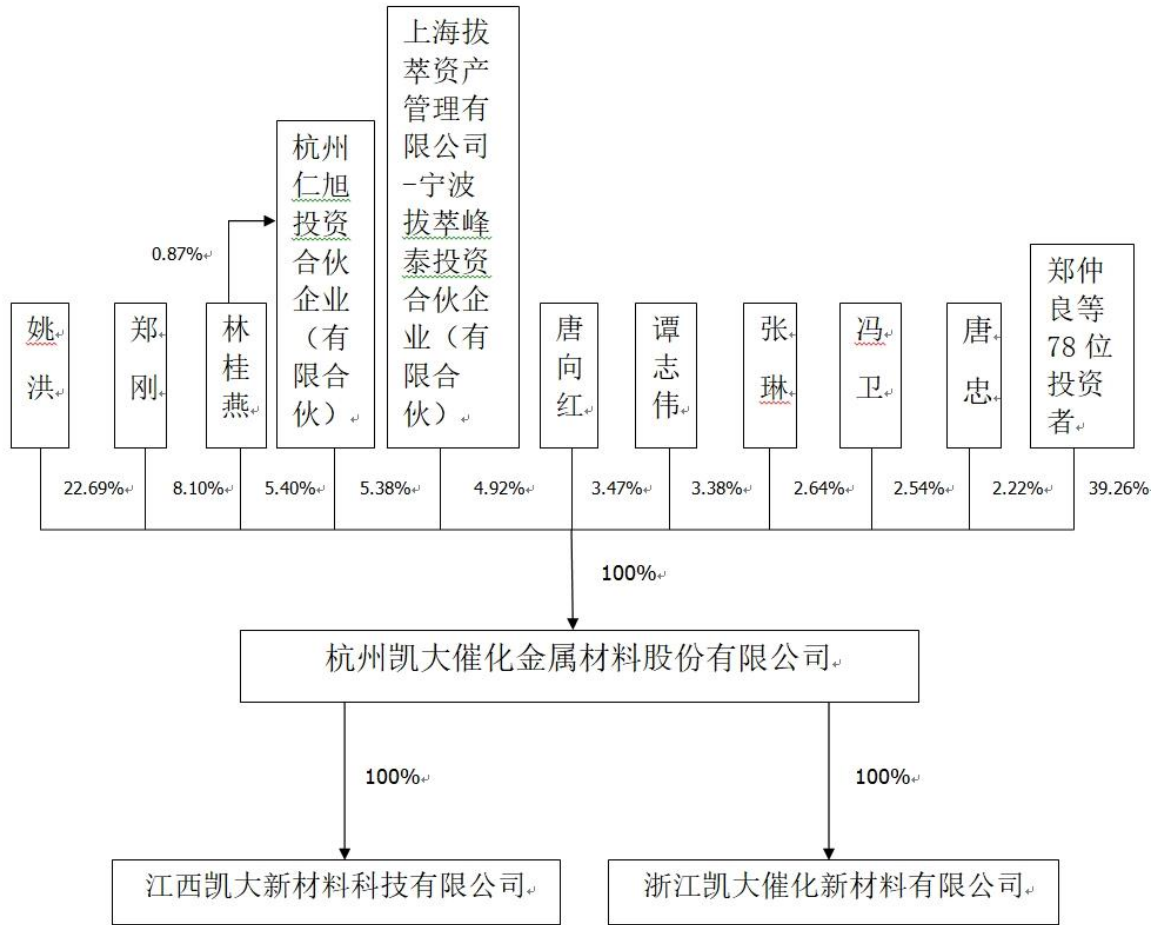 上海拔
萃资产
管理有
限公司
-宁波
拔萃峰
泰投资
合伙企
业（有
限合
伙）
杭州
仁旭
投资
合伙
企业
（有
限合
伙）
0.87%
郑仲
良等
78 位
投资
者
姚
洪
郑
刚
林
桂
燕
唐
向
红
谭
志
伟
张
琳
冯
卫
唐
忠
22.69%
8.10%
5.40%
5.38%
4.92%
3.47%
3.38%
2.64%
2.54%
2.22%
39.26%
100%
杭州凯大催化金属材料股份有限公司
100%
100%
江西凯大新材料科技有限公司
浙江凯大催化新材料有限公司